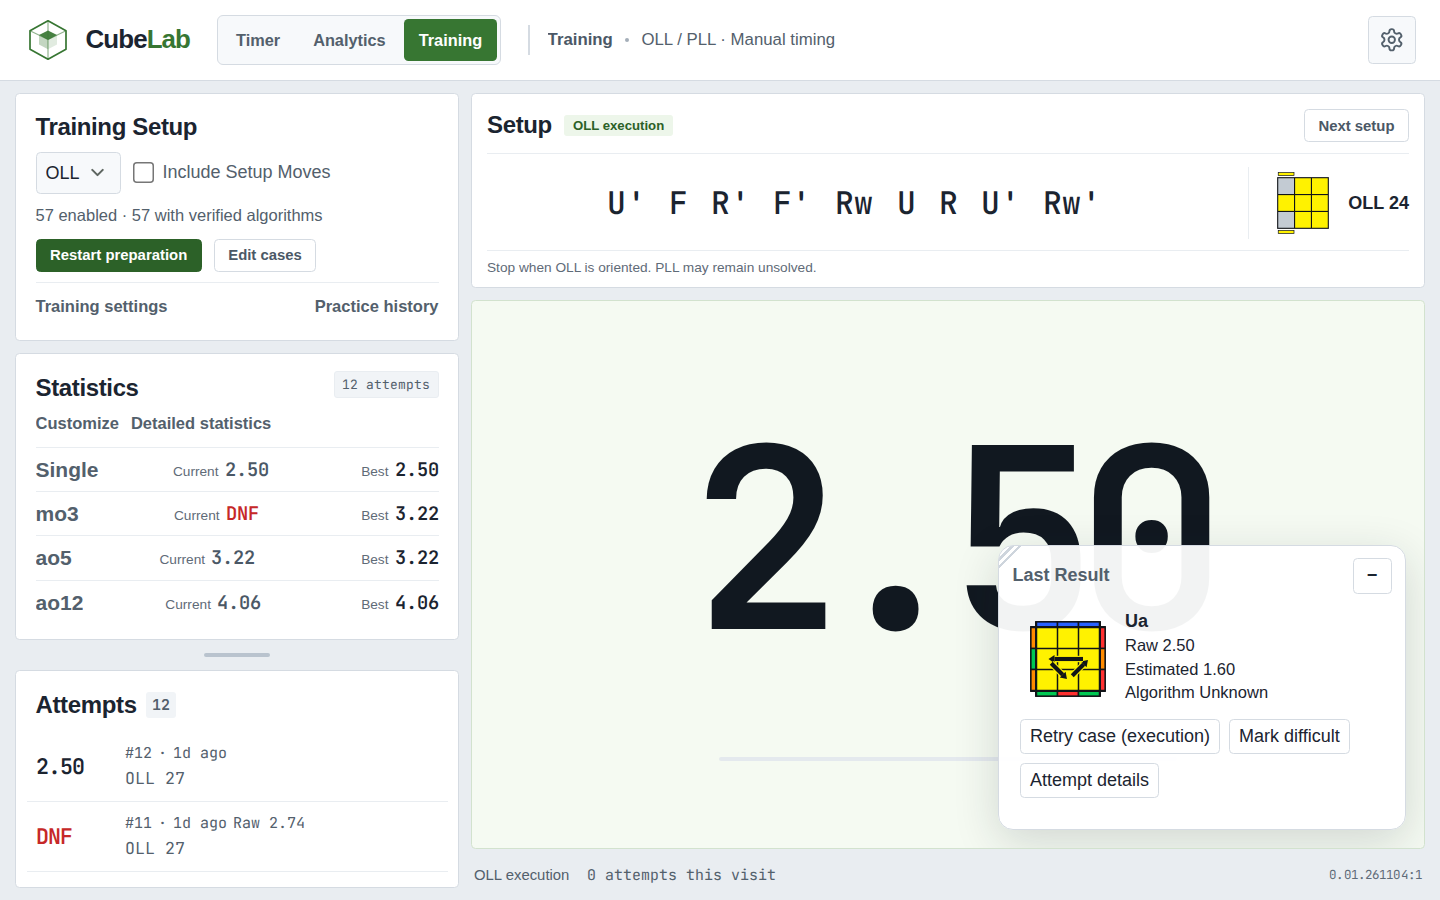 CubeLab
Timer Analytics Training
Training • OLL / PLL · Manual timing
Training Setup
OLL Include Setup Moves
57 enabled · 57 with verified algorithms
Restart preparation Edit cases
Training settings Practice history
Statistics 12 attempts
Customize Detailed statistics
Single Current 2.50 Best 2.50
mo3 Current DNF Best 3.22
ao5 Current 3.22 Best 3.22
ao12 Current 4.06 Best 4.06
Attempts 12
2.50 #12 · 1d ago
OLL 27
DNF #11 · 1d ago Raw 2.74
OLL 27
Setup OLL execution Next setup
U' F R' F' Rw U R U' Rw'
OLL 24
Stop when OLL is oriented. PLL may remain unsolved.
2.50
Last Result −
Ua
Raw 2.50
Estimated 1.60
Algorithm Unknown
Retry case (execution) Mark difficult
Attempt details
OLL execution 0 attempts this visit 0.01.261104:1